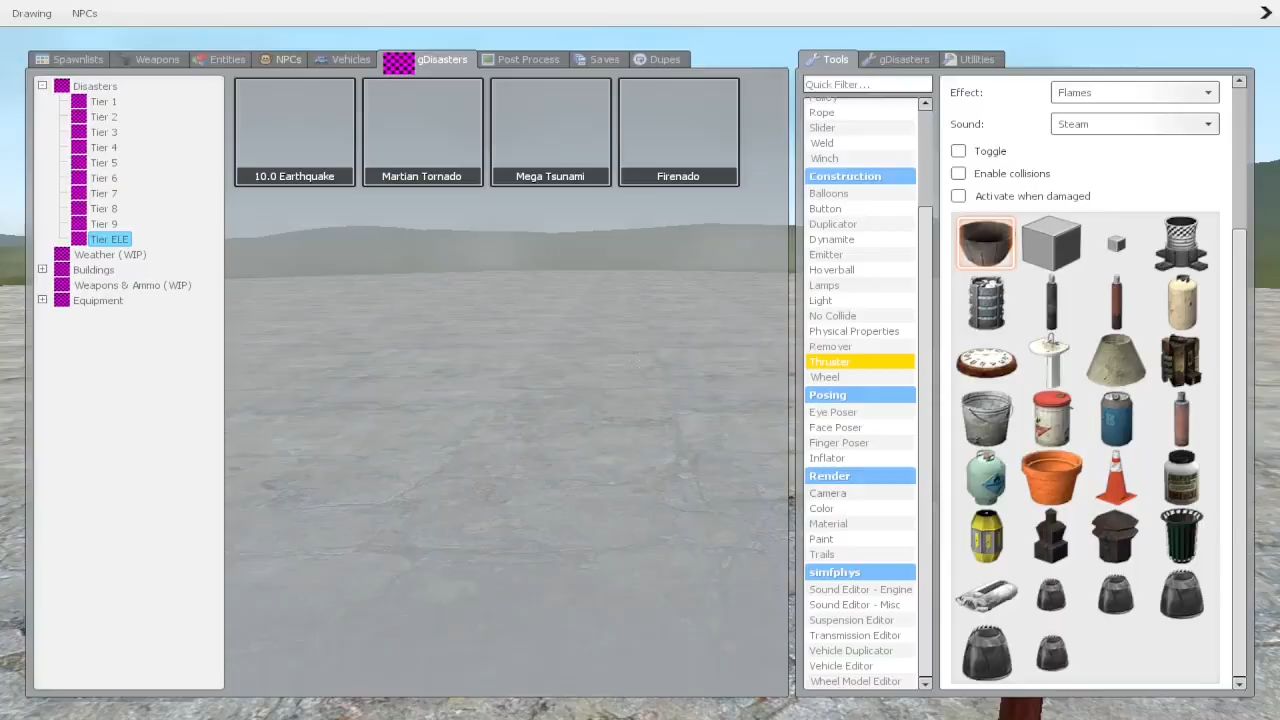 Drawing NPCs
Spawnlists Weapons Entities NPCs Vehicles gDisasters Post Process Saves Dupes
Disasters
Tier 1
Tier 2
Tier 3
Tier 4
Tier 5
Tier 6
Tier 7
Tier 8
Tier 9
Tier ELE
Weather (WIP)
Buildings
Weapons & Ammo (WIP)
Equipment
10.0 Earthquake
Martian Tornado
Mega Tsunami
Firenado
Tools gDisasters Utilities
Quick Filter...
Pulley
Rope
Slider
Weld
Winch
Construction
Balloons
Button
Duplicator
Dynamite
Emitter
Hoverball
Lamps
Light
No Collide
Physical Properties
Remover
Thruster
Wheel
Posing
Eye Poser
Face Poser
Finger Poser
Inflator
Render
Camera
Color
Material
Paint
Trails
simfphys
Sound Editor - Engine
Sound Editor - Misc
Suspension Editor
Transmission Editor
Vehicle Duplicator
Vehicle Editor
Wheel Model Editor
Effect: Flames
Sound: Steam
Toggle
Enable collisions
Activate when damaged